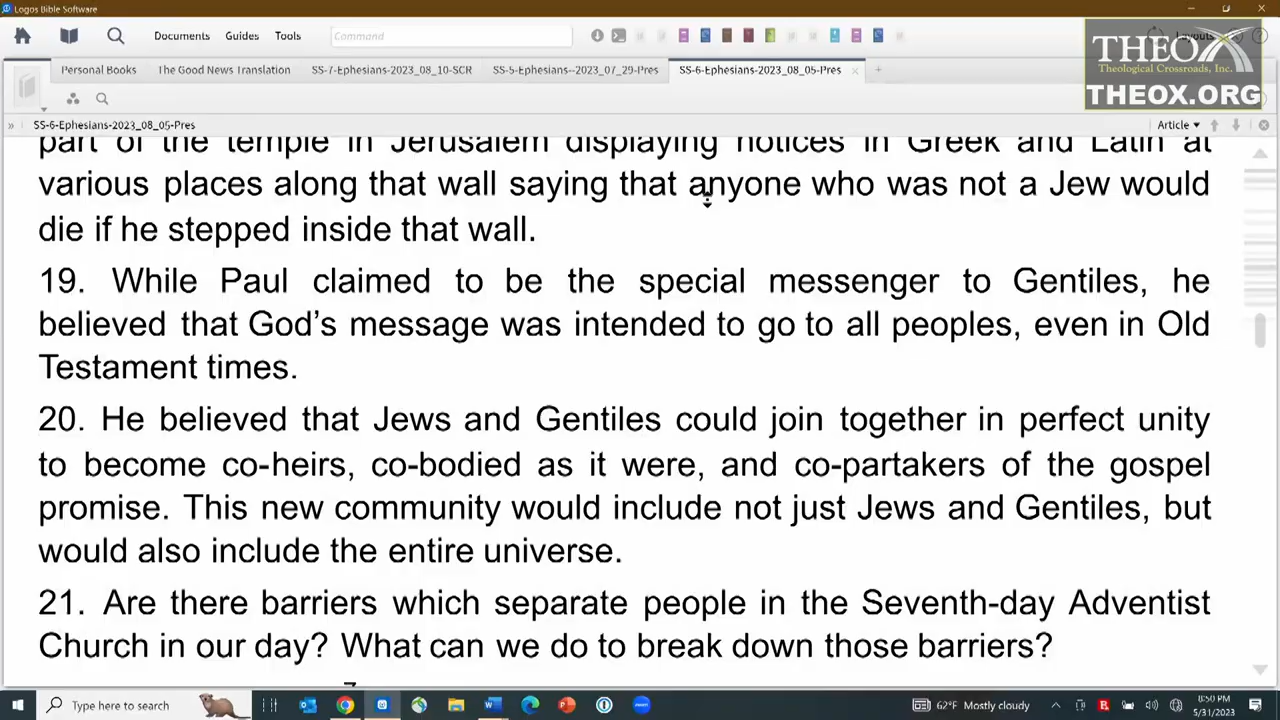 Logos Bible Software
Documents Guides Tools Command Layouts
THEOX
Theological Crossroads, Inc.
THEOX.ORG
Personal Books The Good News Translation SS-7-Ephesians-2023_0 SS-5-Ephesians--2023_07_29-Pres SS-6-Ephesians-2023_08_05-Pres
SS-6-Ephesians-2023_08_05-Pres Article
part of the temple in Jerusalem displaying notices in Greek and Latin at
various places along that wall saying that anyone who was not a Jew would
die if he stepped inside that wall.
19. While Paul claimed to be the special messenger to Gentiles, he
believed that God’s message was intended to go to all peoples, even in Old
Testament times.
20. He believed that Jews and Gentiles could join together in perfect unity
to become co-heirs, co-bodied as it were, and co-partakers of the gospel
promise. This new community would include not just Jews and Gentiles, but
would also include the entire universe.
21. Are there barriers which separate people in the Seventh-day Adventist
Church in our day? What can we do to break down those barriers?
Type here to search 62°F Mostly cloudy 8:50 PM
5/31/2023